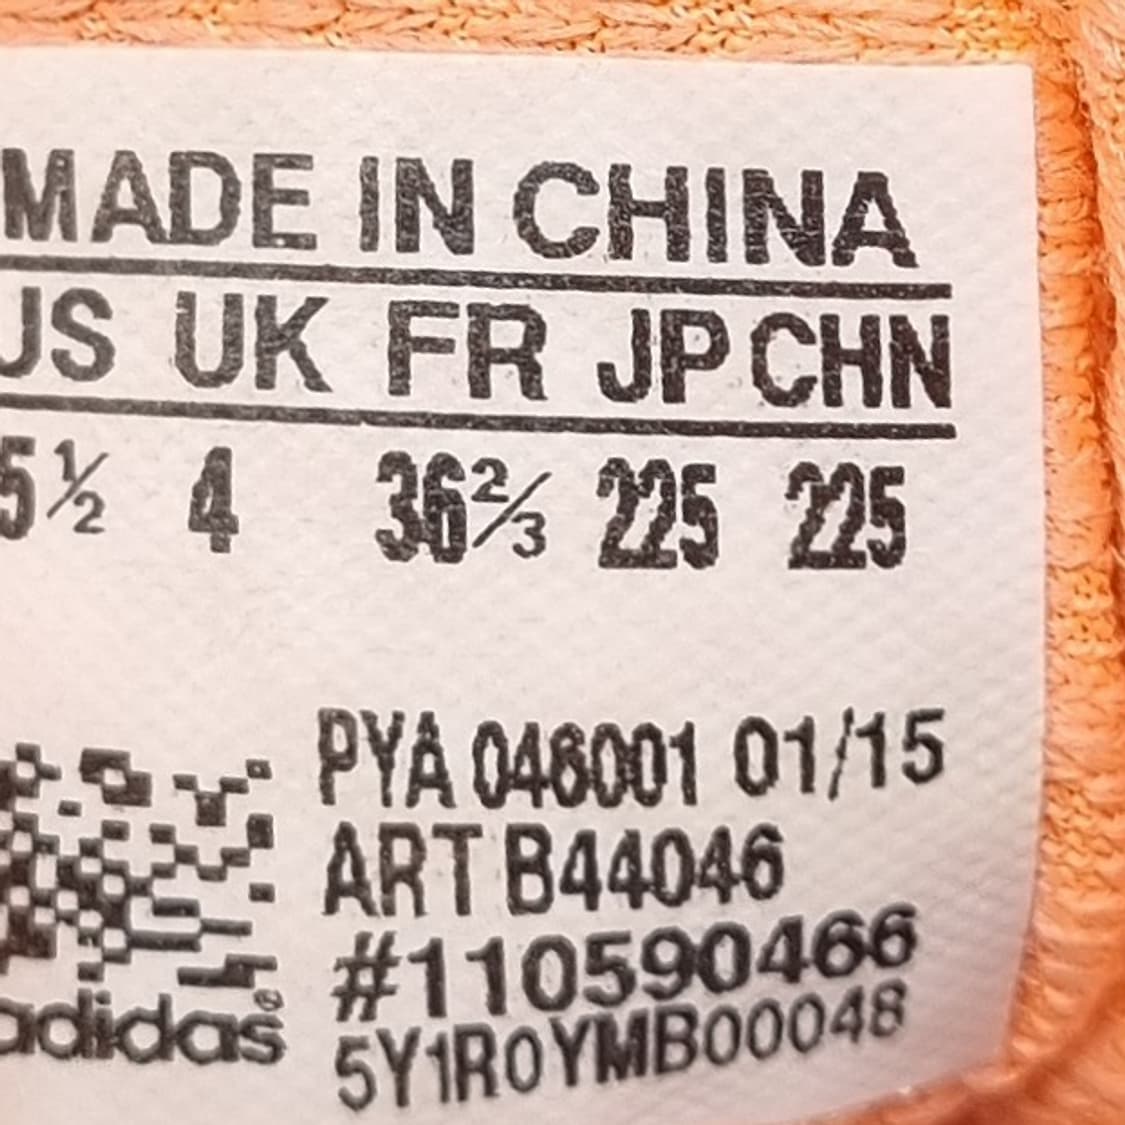 MADE IN CHINA
US UK FR JP CHN
5½ 4 36⅔ 225 225
PYA 046001 01/15
ART B44046
#110590466
5Y1R0YMB00048
adidas®